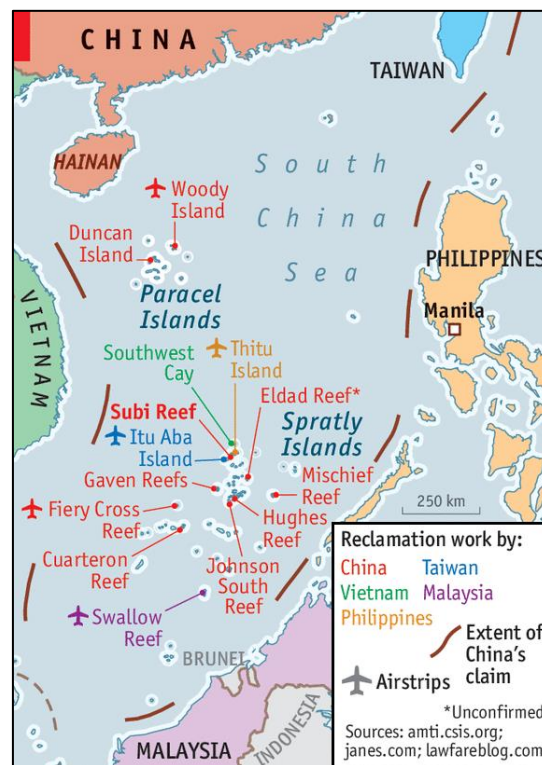 CHINA
TAIWAN
HAINAN
South
China
Sea
Woody
Island
Duncan
Island
Paracel
Islands
PHILIPPINES
Manila
VIETNAM
Southwest
Cay
Thitu
Island
Eldad Reef*
Subi Reef
Spratly
Islands
Itu Aba
Island
Gaven Reefs
Mischief
Reef
Fiery Cross
Reef
Hughes
Reef
Cuarteron
Reef
Johnson
South
Reef
Swallow
Reef
BRUNEI
MALAYSIA
INDONESIA
250 km
Reclamation work by:
China Taiwan
Vietnam Malaysia
Philippines
Extent of
China's
claim
Airstrips
*Unconfirmed
Sources: amti.csis.org;
janes.com; lawfareblog.com